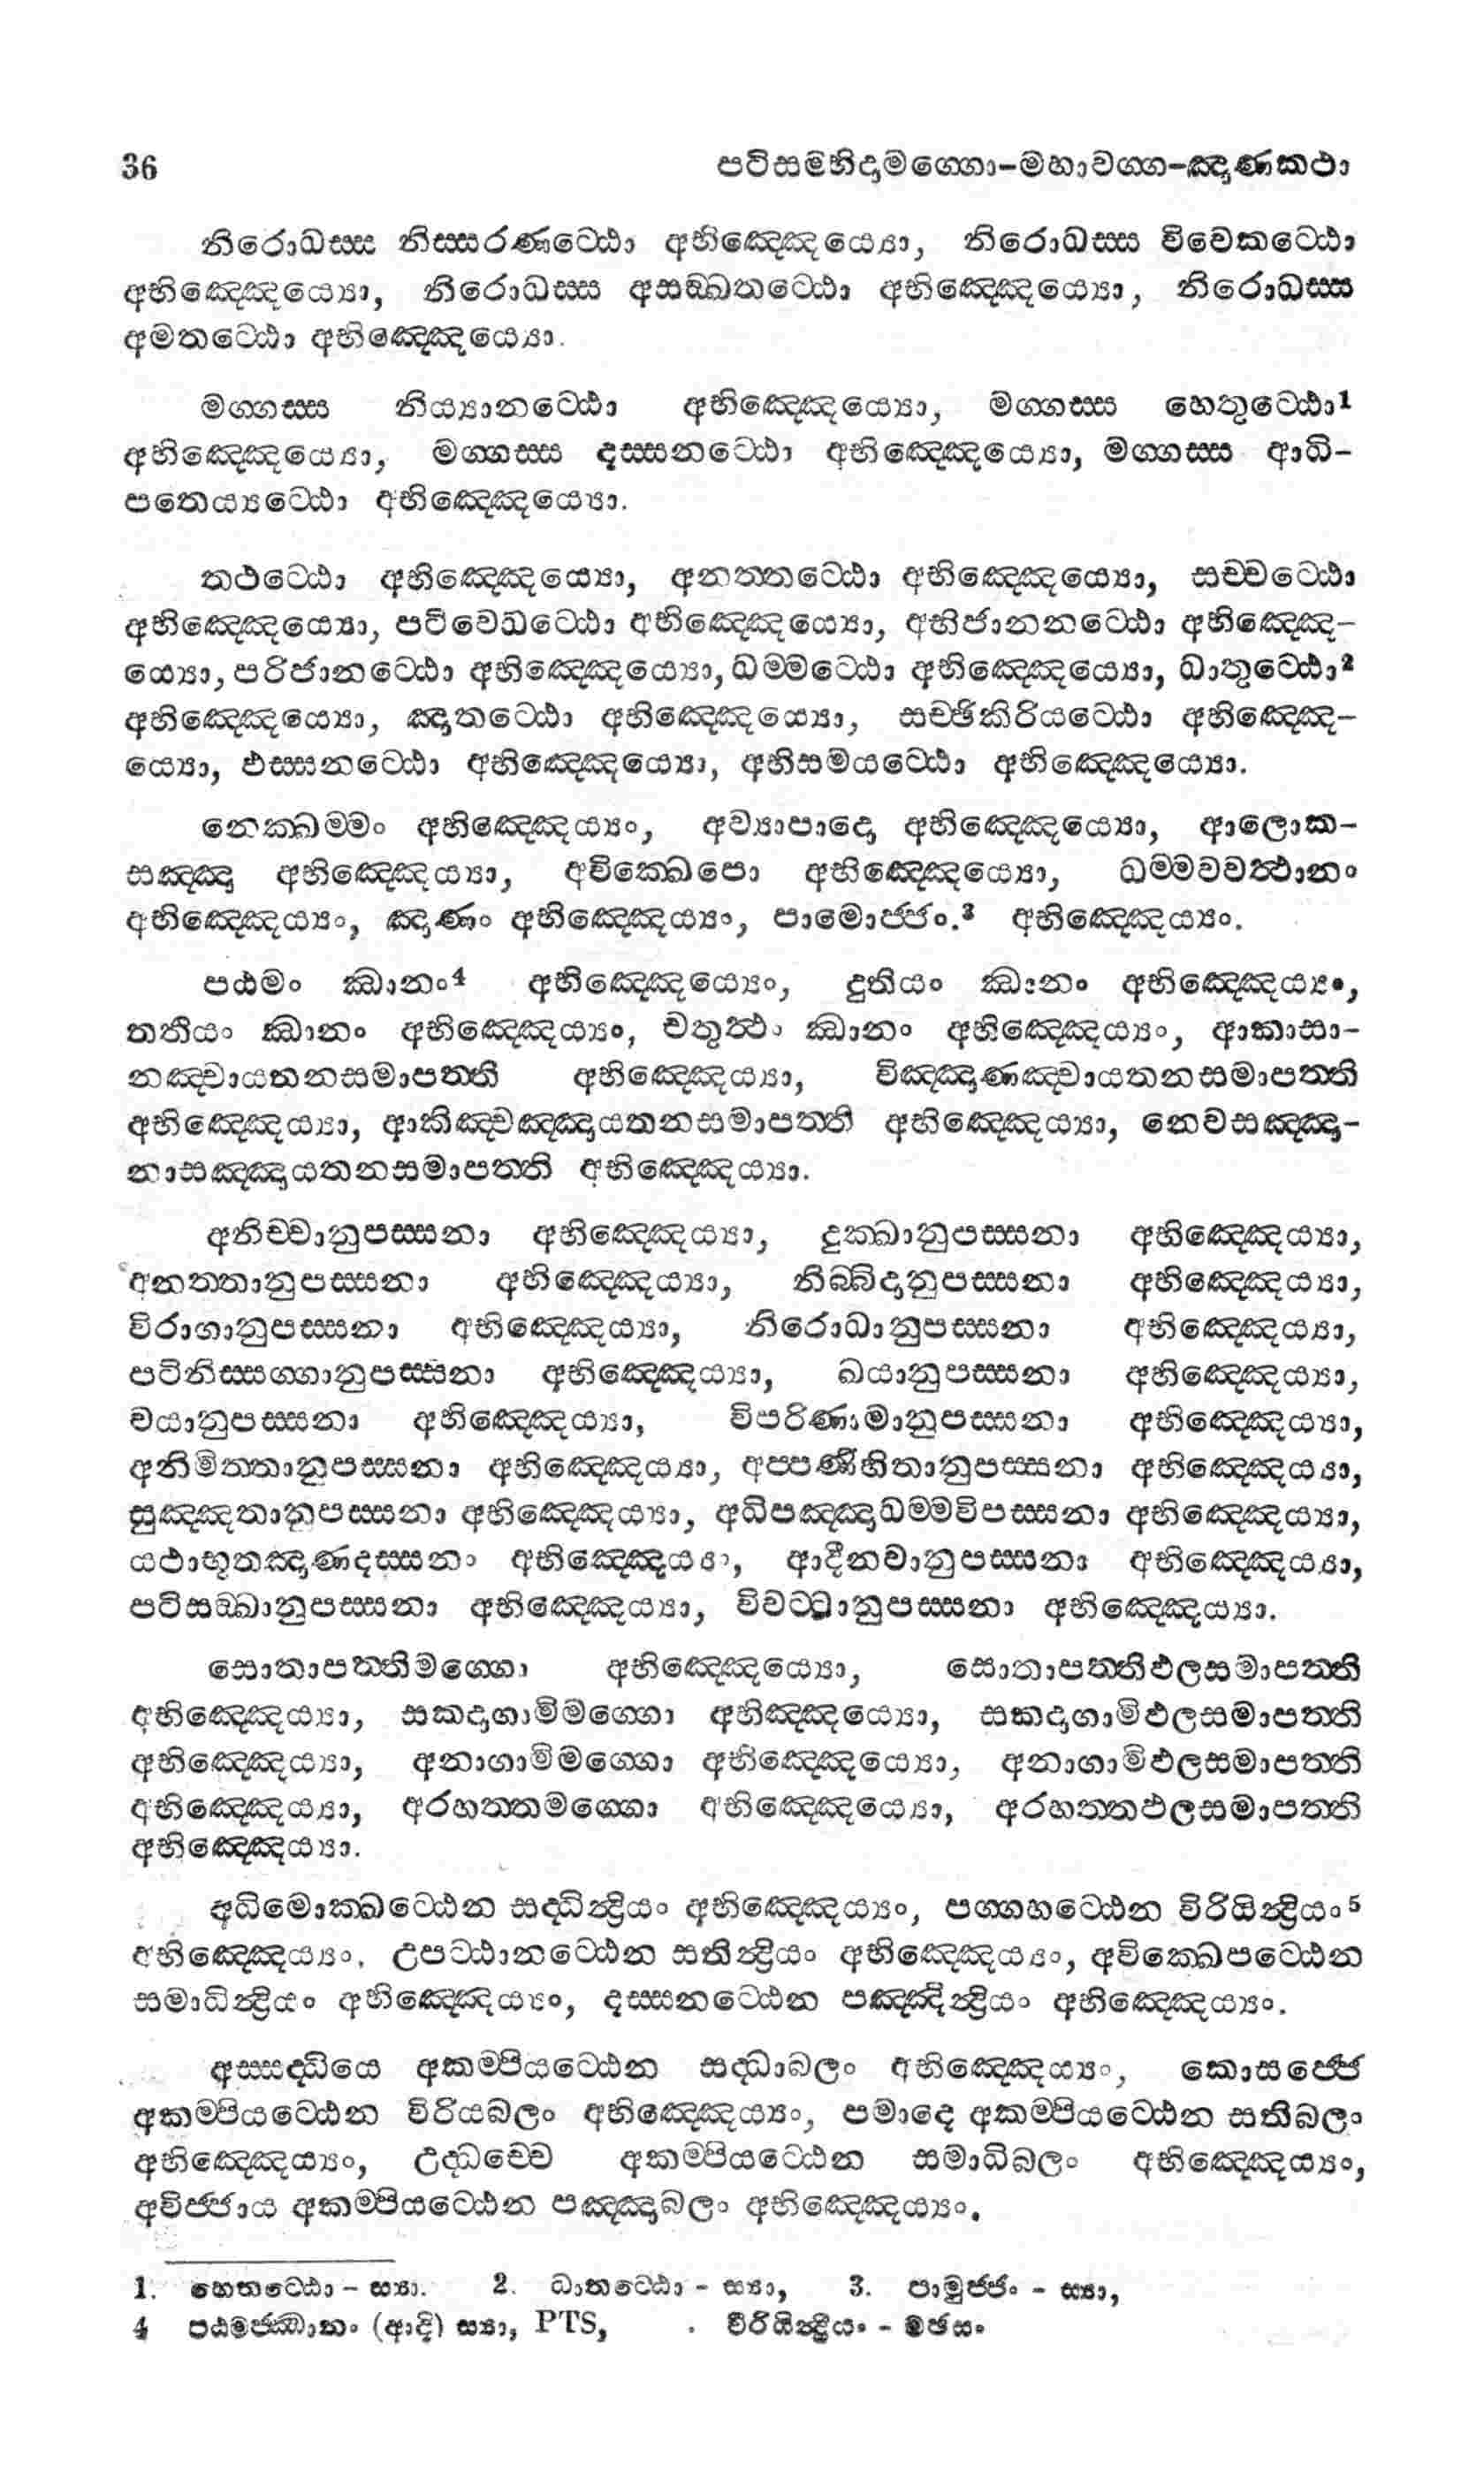 36 පටිසම්භිදාමග්ගො-මහාවග්ග-ඤාණකථා
නිරොධස්ස නිස්සරණට්ඨො අභිඤ්ඤෙය්‍යො, නිරොධස්ස විවෙකට්ඨො
අභිඤ්ඤෙය්‍යො, නිරොධස්ස අසඞ්ඛතට්ඨො අභිඤ්ඤෙය්‍යො, නිරොධස්ස
අමතට්ඨො අභිඤ්ඤෙය්‍යො.
මග්ගස්ස නිය්‍යානට්ඨො අභිඤ්ඤෙය්‍යො, මග්ගස්ස හෙතුට්ඨො¹
අභිඤ්ඤෙය්‍යො, මග්ගස්ස දස්සනට්ඨො අභිඤ්ඤෙය්‍යො, මග්ගස්ස ආධි-
පතෙය්‍යට්ඨො අභිඤ්ඤෙය්‍යො.
තථට්ඨො අභිඤ්ඤෙය්‍යො, අනත්තට්ඨො අභිඤ්ඤෙය්‍යො, සච්චට්ඨො
අභිඤ්ඤෙය්‍යො, පටිවෙධට්ඨො අභිඤ්ඤෙය්‍යො, අභිජානනට්ඨො අභිඤ්ඤෙ-
ය්‍යො, පරිජානට්ඨො අභිඤ්ඤෙය්‍යො, ධම්මට්ඨො අභිඤ්ඤෙය්‍යො, ධාතුට්ඨො²
අභිඤ්ඤෙය්‍යො, ඤාතට්ඨො අභිඤ්ඤෙය්‍යො, සච්ඡිකිරියට්ඨො අභිඤ්ඤෙ-
ය්‍යො, ඵස්සනට්ඨො අභිඤ්ඤෙය්‍යො, අභිසමයට්ඨො අභිඤ්ඤෙය්‍යො.
නෙක්ඛම්මං අභිඤ්ඤෙය්‍යං, අව්‍යාපාදො අභිඤ්ඤෙය්‍යො, ආලොක-
සඤ්ඤා අභිඤ්ඤෙය්‍යා, අවික්ඛෙපො අභිඤ්ඤෙය්‍යො, ධම්මවවත්ථානං
අභිඤ්ඤෙය්‍යං, ඤාණං අභිඤ්ඤෙය්‍යං, පාමොජ්ජං.³ අභිඤ්ඤෙය්‍යං.
පඨමං ඣානං⁴ අභිඤ්ඤෙය්‍යෙං, දුතියං ඣානං අභිඤ්ඤෙය්‍යං,
තතියං ඣානං අභිඤ්ඤෙය්‍යං, චතුත්ථං ඣානං අභිඤ්ඤෙය්‍යං, ආකාසා-
නඤ්චායතනසමාපත්ති අභිඤ්ඤෙය්‍යා, විඤ්ඤාණඤ්චායතනසමාපත්ති
අභිඤ්ඤෙය්‍යා, ආකිඤ්චඤ්ඤායතනසමාපත්ති අභිඤ්ඤෙය්‍යා, නෙවසඤ්ඤා-
නාසඤ්ඤායතනසමාපත්ති අභිඤ්ඤෙය්‍යා.
අනිච්චානුපස්සනා අභිඤ්ඤෙය්‍යා, දුක්ඛානුපස්සනා අභිඤ්ඤෙය්‍යා,
අනත්තානුපස්සනා අභිඤ්ඤෙය්‍යා, නිබ්බිදානුපස්සනා අභිඤ්ඤෙය්‍යා,
විරාගානුපස්සනා අභිඤ්ඤෙය්‍යා, නිරොධානුපස්සනා අභිඤ්ඤෙය්‍යා,
පටිනිස්සග්ගානුපස්සනා අභිඤ්ඤෙය්‍යා, ඛයානුපස්සනා අභිඤ්ඤෙය්‍යා,
වයානුපස්සනා අභිඤ්ඤෙය්‍යා, විපරිණාමානුපස්සනා අභිඤ්ඤෙය්‍යා,
අනිමිත්තානුපස්සනා අභිඤ්ඤෙය්‍යා, අප්පණිහිතානුපස්සනා අභිඤ්ඤෙය්‍යා,
සුඤ්ඤතානුපස්සනා අභිඤ්ඤෙය්‍යා, අධිපඤ්ඤාධම්මවිපස්සනා අභිඤ්ඤෙය්‍යා,
යථාභූතඤාණදස්සනං අභිඤ්ඤෙය්‍යා, ආදීනවානුපස්සනා අභිඤ්ඤෙය්‍යා,
පටිසඞ්ඛානුපස්සනා අභිඤ්ඤෙය්‍යා, විවට්ටානුපස්සනා අභිඤ්ඤෙය්‍යා.
සොතාපත්තිමග්ගො අභිඤ්ඤෙය්‍යො, සොතාපත්තිඵලසමාපත්ති
අභිඤ්ඤෙය්‍යා, සකදාගාමිමග්ගො අභිඤ්ඤය්‍යො, සකදාගාමිඵලසමාපත්ති
අභිඤ්ඤෙය්‍යා, අනාගාමිමග්ගො අභිඤ්ඤෙය්‍යො, අනාගාමිඵලසමාපත්ති
අභිඤ්ඤෙය්‍යා, අරහත්තමග්ගො අභිඤ්ඤෙය්‍යො, අරහත්තඵලසමාපත්ති
අභිඤ්ඤෙය්‍යා.
අධිමොක්ඛට්ඨෙන සද්ධින්ද්‍රියං අභිඤ්ඤෙය්‍යං, පග්ගහට්ඨෙන විරියින්ද්‍රියං⁵
අභිඤ්ඤෙය්‍යං, උපට්ඨානට්ඨෙන සතින්ද්‍රියං අභිඤ්ඤෙය්‍යං, අවික්ඛෙපට්ඨෙන
සමාධින්ද්‍රියං අභිඤ්ඤෙය්‍යං, දස්සනට්ඨෙන පඤ්ඤින්ද්‍රියං අභිඤ්ඤෙය්‍යං.
අස්සද්ධියෙ අකම්පියට්ඨෙන සද්ධාබලං අභිඤ්ඤෙය්‍යං, කොසජ්ජෙ
අකම්පියට්ඨෙන විරියබලං අභිඤ්ඤෙය්‍යං, පමාදෙ අකම්පියට්ඨෙන සතිබලං
අභිඤ්ඤෙය්‍යං, උද්ධච්චෙ අකම්පියට්ඨෙන සමාධිබලං අභිඤ්ඤෙය්‍යං,
අවිජ්ජාය අකම්පියට්ඨෙන පඤ්ඤාබලං අභිඤ්ඤෙය්‍යං.
1. හෙතට්ඨො - ස්‍යා. 2. ධාතට්ඨො - ස්‍යා, 3. පාමුජ්ජං - ස්‍යා,
4 පඨමජ්ඣානං (ආදි) ස්‍යා, PTS, . වීරියින්ද්‍රියං - මඡසං